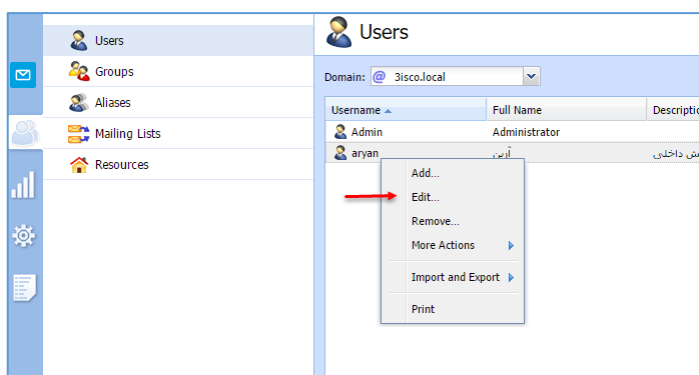 Users
Groups
Aliases
Mailing Lists
Resources
Users
Domain: @ 3isco.local
Username Full Name Descriptio
Admin Administrator
aryan آرین ش داخلی
Add...
Edit...
Remove...
More Actions
Import and Export
Print